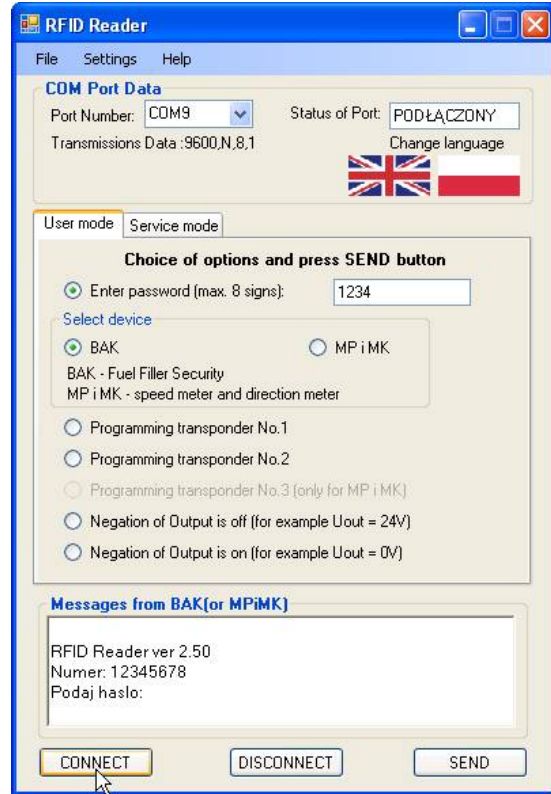 RFID Reader
File Settings Help
COM Port Data
Port Number: COM9 Status of Port: PODŁĄCZONY
Transmissions Data :9600,N,8,1 Change language
User mode Service mode
Choice of options and press SEND button
Enter password (max. 8 signs): 1234
Select device
BAK MP i MK
BAK - Fuel Filler Security
MP i MK - speed meter and direction meter
Programming transponder No.1
Programming transponder No.2
Programming transponder No.3 (only for MP i MK)
Negation of Output is off (for example Uout = 24V)
Negation of Output is on (for example Uout = 0V)
Messages from BAK(or MPiMK)
RFID Reader ver 2.50
Numer: 12345678
Podaj haslo:
CONNECT DISCONNECT SEND